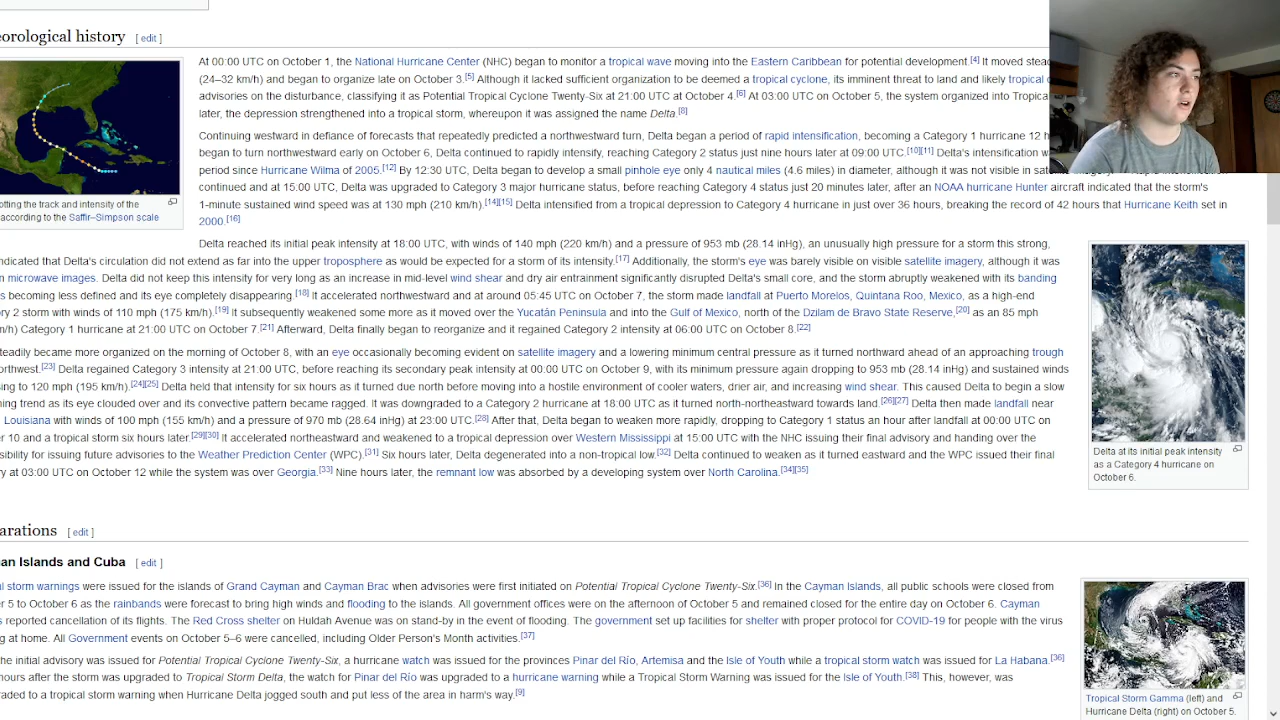 orological history [ edit ]
At 00:00 UTC on October 1, the National Hurricane Center (NHC) began to monitor a tropical wave moving into the Eastern Caribbean for potential development.[4] It moved stead
(24–32 km/h) and began to organize late on October 3.[5] Although it lacked sufficient organization to be deemed a tropical cyclone, its imminent threat to land and likely tropical
advisories on the disturbance, classifying it as Potential Tropical Cyclone Twenty-Six at 21:00 UTC at October 4.[6] At 03:00 UTC on October 5, the system organized into Tropica
later, the depression strengthened into a tropical storm, whereupon it was assigned the name Delta.[8]
Continuing westward in defiance of forecasts that repeatedly predicted a northwestward turn, Delta began a period of rapid intensification, becoming a Category 1 hurricane 12 h
began to turn northwestward early on October 6, Delta continued to rapidly intensify, reaching Category 2 status just nine hours later at 09:00 UTC.[10][11] Delta's intensification w
period since Hurricane Wilma of 2005.[12] By 12:30 UTC, Delta began to develop a small pinhole eye only 4 nautical miles (4.6 miles) in diameter, although it was not visible in
continued and at 15:00 UTC, Delta was upgraded to Category 3 major hurricane status, before reaching Category 4 status just 20 minutes later, after an NOAA hurricane Hunter aircraft indicated that the storm's
1-minute sustained wind speed was at 130 mph (210 km/h).[14][15] Delta intensified from a tropical depression to Category 4 hurricane in just over 36 hours, breaking the record of 42 hours that Hurricane Keith set in
2000.[16]
otting the track and intensity of the
according to the Saffir–Simpson scale
Delta reached its initial peak intensity at 18:00 UTC, with winds of 140 mph (220 km/h) and a pressure of 953 mb (28.14 inHg), an unusually high pressure for a storm this strong,
ndicated that Delta's circulation did not extend as far into the upper troposphere as would be expected for a storm of its intensity.[17] Additionally, the storm's eye was barely visible on visible satellite imagery, although it was
n microwave images. Delta did not keep this intensity for very long as an increase in mid-level wind shear and dry air entrainment significantly disrupted Delta's small core, and the storm abruptly weakened with its banding
s becoming less defined and its eye completely disappearing.[18] It accelerated northwestward and at around 05:45 UTC on October 7, the storm made landfall at Puerto Morelos, Quintana Roo, Mexico, as a high-end
ry 2 storm with winds of 110 mph (175 km/h).[19] It subsequently weakened some more as it moved over the Yucatán Peninsula and into the Gulf of Mexico, north of the Dzilam de Bravo State Reserve,[20] as an 85 mph
m/h) Category 1 hurricane at 21:00 UTC on October 7.[21] Afterward, Delta finally began to reorganize and it regained Category 2 intensity at 06:00 UTC on October 8.[22]
teadily became more organized on the morning of October 8, with an eye occasionally becoming evident on satellite imagery and a lowering minimum central pressure as it turned northward ahead of an approaching trough
orthwest.[23] Delta regained Category 3 intensity at 21:00 UTC, before reaching its secondary peak intensity at 00:00 UTC on October 9, with its minimum pressure again dropping to 953 mb (28.14 inHg) and sustained winds
ing to 120 mph (195 km/h).[24][25] Delta held that intensity for six hours as it turned due north before moving into a hostile environment of cooler waters, drier air, and increasing wind shear. This caused Delta to begin a slow
ning trend as its eye clouded over and its convective pattern became ragged. It was downgraded to a Category 2 hurricane at 18:00 UTC as it turned north-northeastward towards land.[26][27] Delta then made landfall near
Louisiana with winds of 100 mph (155 km/h) and a pressure of 970 mb (28.64 inHg) at 23:00 UTC.[28] After that, Delta began to weaken more rapidly, dropping to Category 1 status an hour after landfall at 00:00 UTC on
er 10 and a tropical storm six hours later.[29][30] It accelerated northeastward and weakened to a tropical depression over Western Mississippi at 15:00 UTC with the NHC issuing their final advisory and handing over the
sibility for issuing future advisories to the Weather Prediction Center (WPC).[31] Six hours later, Delta degenerated into a non-tropical low.[32] Delta continued to weaken as it turned eastward and the WPC issued their final
ry at 03:00 UTC on October 12 while the system was over Georgia.[33] Nine hours later, the remnant low was absorbed by a developing system over North Carolina.[34][35]
Delta at its initial peak intensity
as a Category 4 hurricane on
October 6.
arations [ edit ]
an Islands and Cuba [ edit ]
al storm warnings were issued for the islands of Grand Cayman and Cayman Brac when advisories were first initiated on Potential Tropical Cyclone Twenty-Six.[36] In the Cayman Islands, all public schools were closed from
er 5 to October 6 as the rainbands were forecast to bring high winds and flooding to the islands. All government offices were on the afternoon of October 5 and remained closed for the entire day on October 6. Cayman
s reported cancellation of its flights. The Red Cross shelter on Huldah Avenue was on stand-by in the event of flooding. The government set up facilities for shelter with proper protocol for COVID-19 for people with the virus
g at home. All Government events on October 5–6 were cancelled, including Older Person's Month activities.[37]
he initial advisory was issued for Potential Tropical Cyclone Twenty-Six, a hurricane watch was issued for the provinces Pinar del Río, Artemisa and the Isle of Youth while a tropical storm watch was issued for La Habana.[36]
hours after the storm was upgraded to Tropical Storm Delta, the watch for Pinar del Río was upgraded to a hurricane warning while a Tropical Storm Warning was issued for the Isle of Youth.[38] This, however, was
raded to a tropical storm warning when Hurricane Delta jogged south and put less of the area in harm's way.[9]
Tropical Storm Gamma (left) and
Hurricane Delta (right) on October 5.